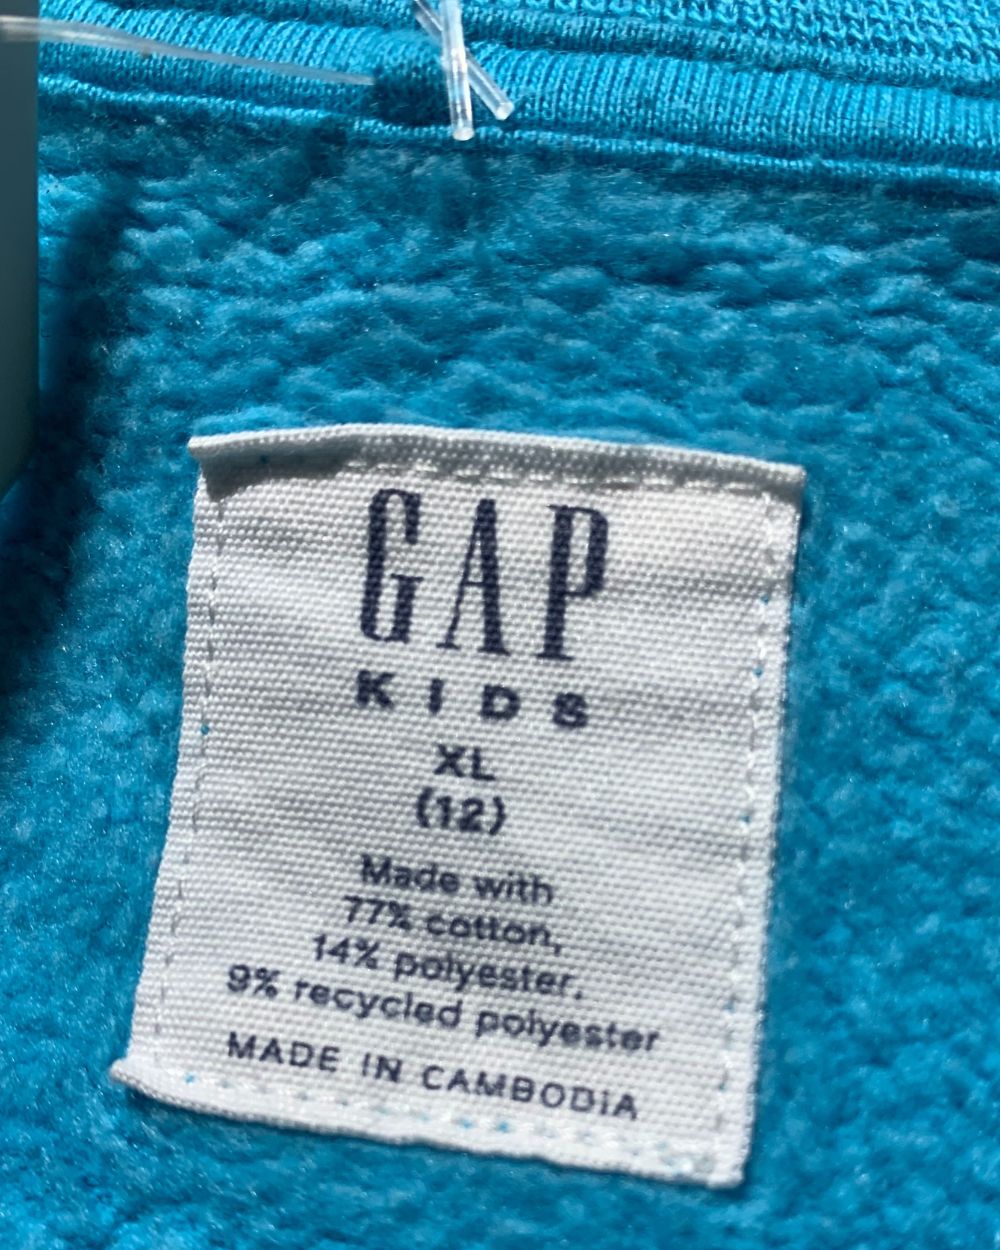 GAP
KIDS
XL
(12)
Made with
77% cotton,
14% polyester,
9% recycled polyester
MADE IN CAMBODIA